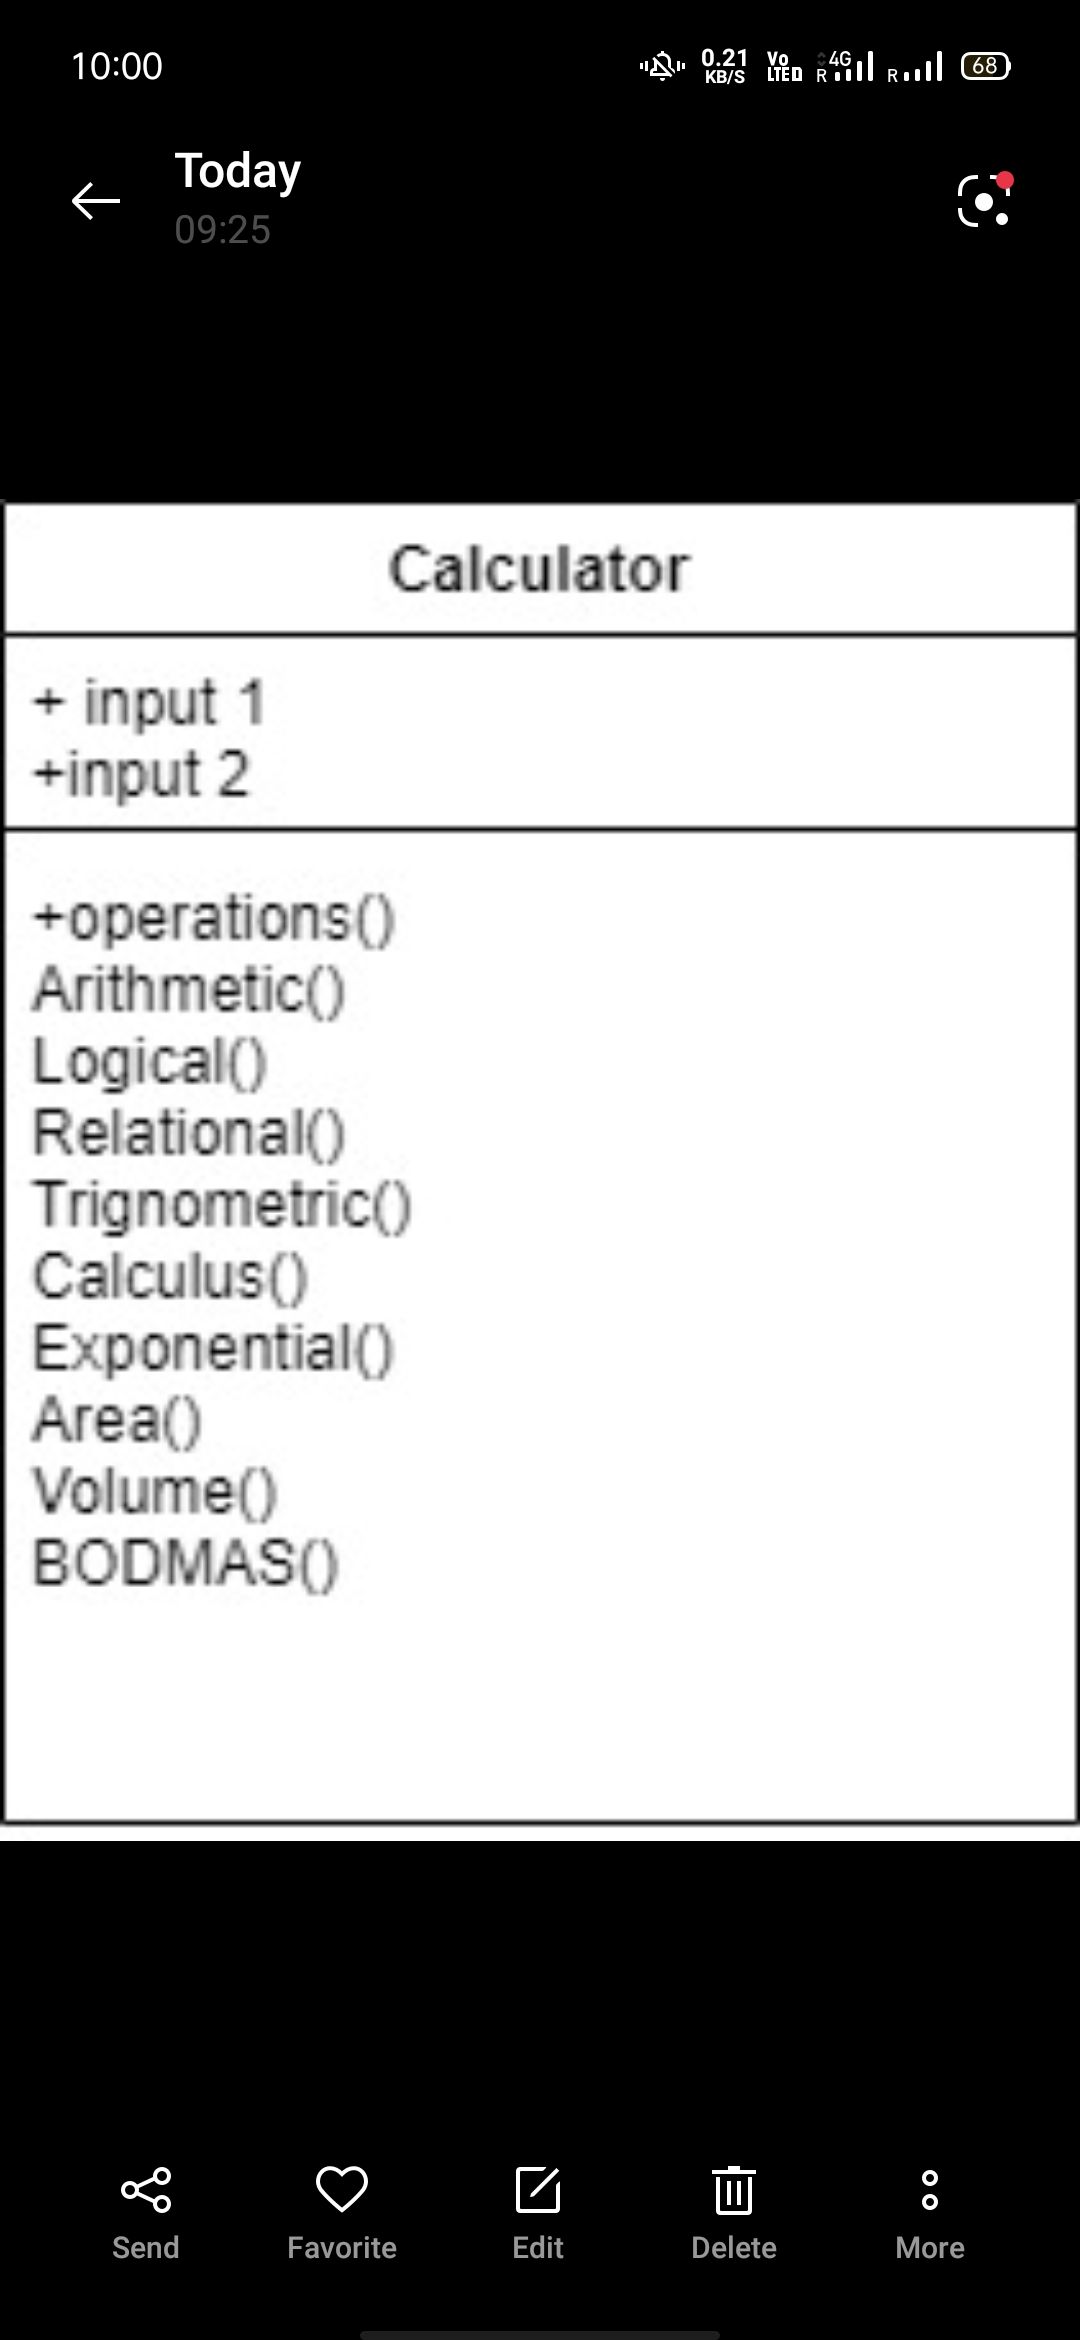 10:00
0.21
KB/S
Vo
LTE
4G
R
R
68
Today
09:25
Calculator
+ input 1
+input 2
+operations()
Arithmetic()
Logical()
Relational()
Trignometric()
Calculus()
Exponential()
Area()
Volume()
BODMAS()
Send
Favorite
Edit
Delete
More